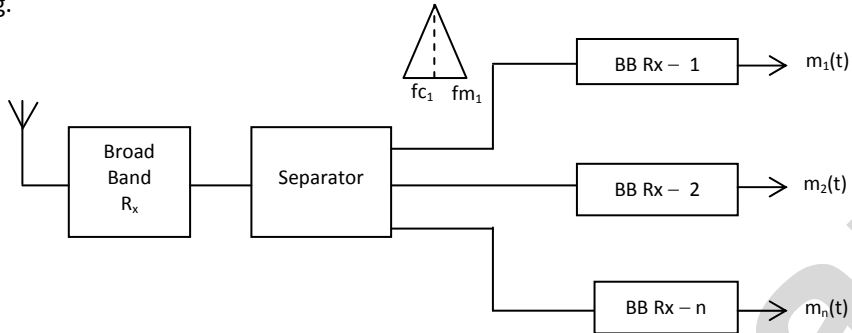 g.
fc₁ fm₁
BB Rx – 1
m₁(t)
Broad
Band
Rₓ
Separator
BB Rx – 2
m₂(t)
BB Rx – n
mₙ(t)